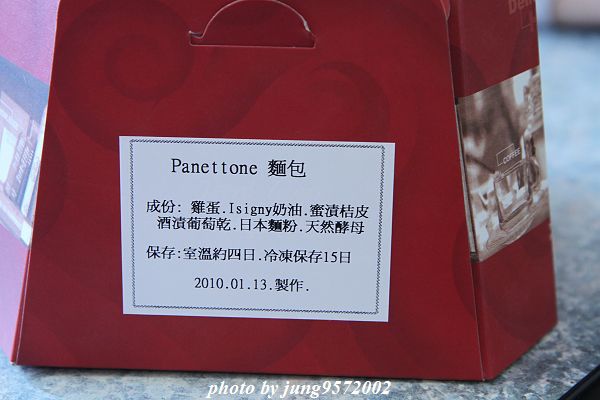 Panettone 麵包
成份: 雞蛋.Isigny奶油.蜜漬桔皮
酒漬葡萄乾.日本麵粉.天然酵母
保存:室溫約四日.冷凍保存15日
2010.01.13.製作.
COFFEE
photo by jung9572002